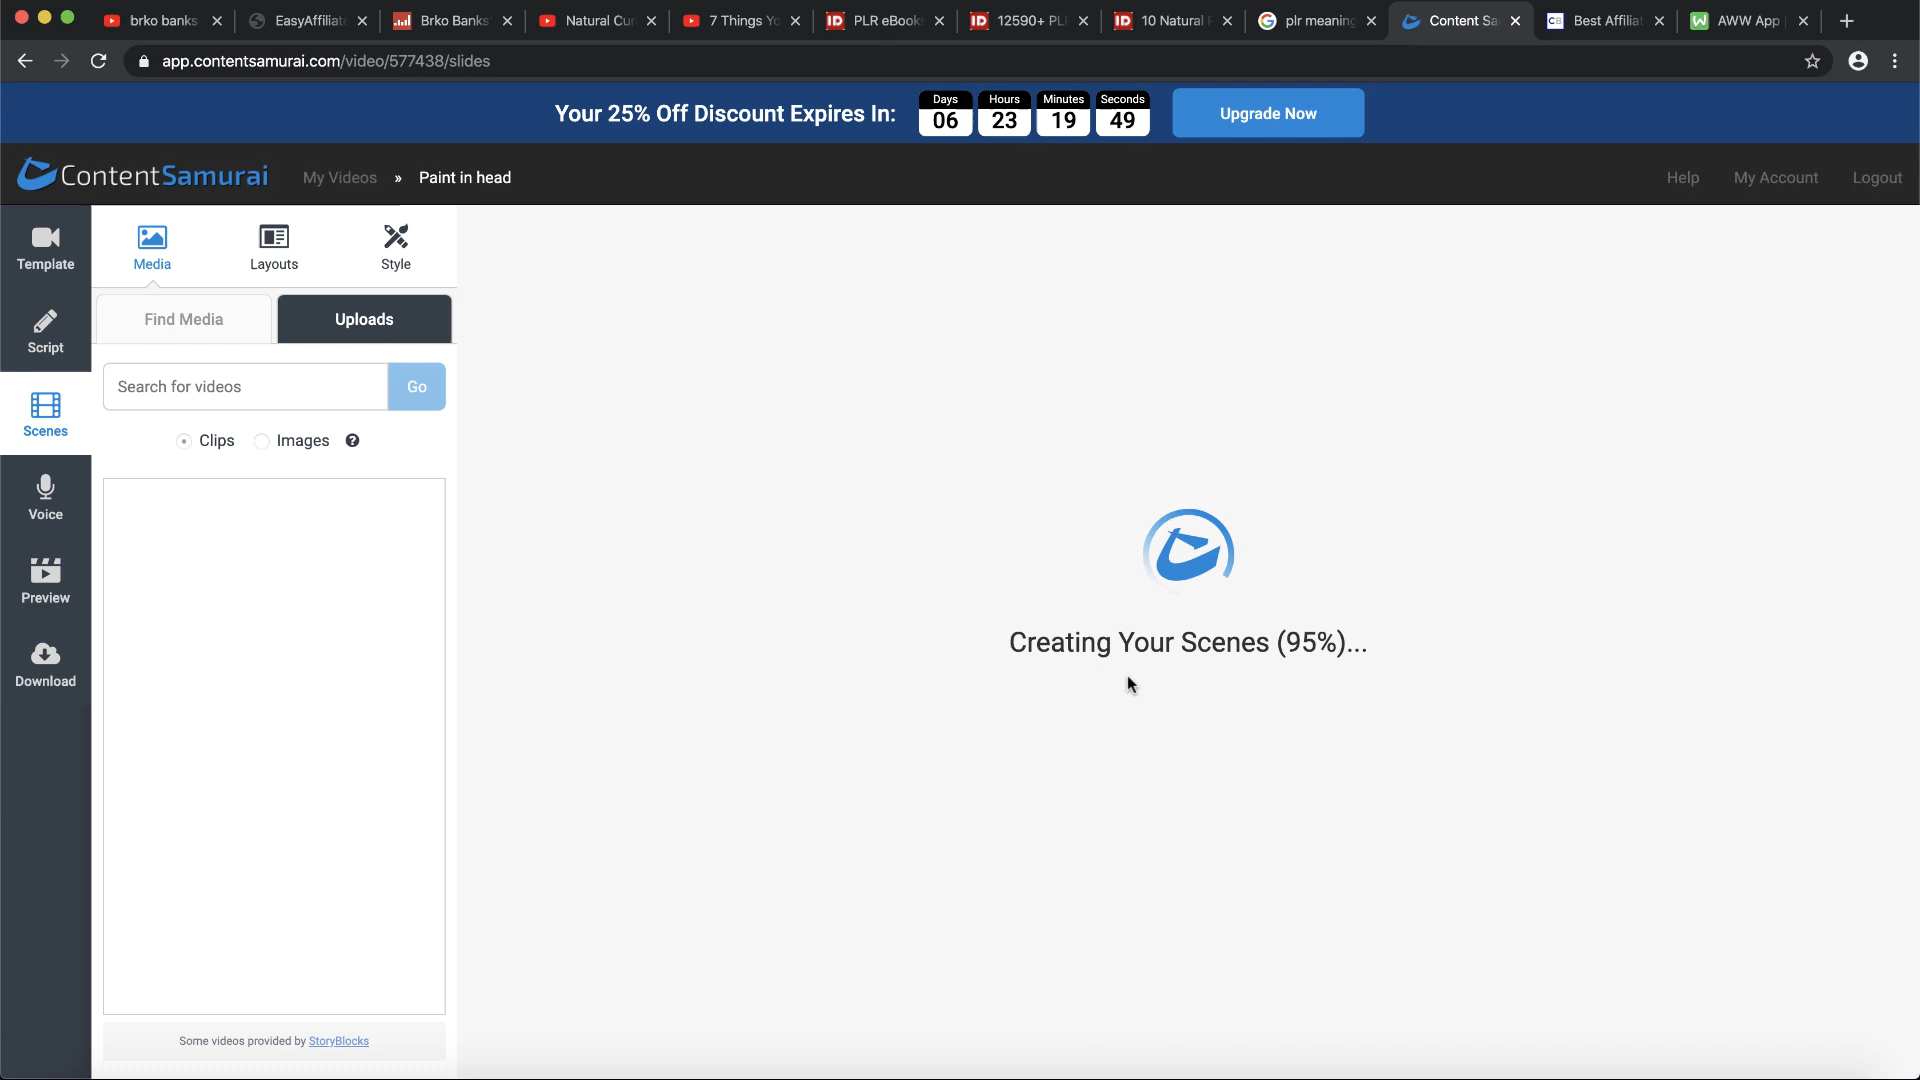 brko banks
EasyAffiliat
Brko Banks'
Natural Cur
7 Things Yo
PLR eBook
12590+ PL
10 Natural
plr meaning
Content Sa
Best Affiliat
AWW App
app.contentsamurai.com/video/577438/slides
Your 25% Off Discount Expires In:
Days Hours Minutes Seconds
06 23 19 49
Upgrade Now
ContentSamurai
My Videos » Paint in head
Help My Account Logout
Template
Script
Scenes
Voice
Preview
Download
Media Layouts Style
Find Media Uploads
Search for videos Go
Clips Images ?
Creating Your Scenes (95%)...
Some videos provided by StoryBlocks